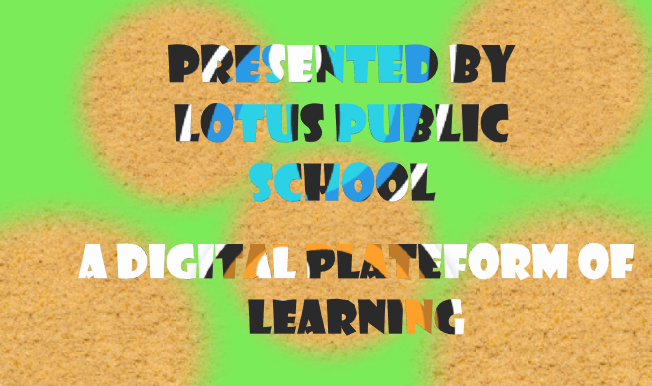 PRESENTED BY
LOTUS PUBLIC
SCHOOL
A DIGITAL PLATEFORM OF
LEARNING